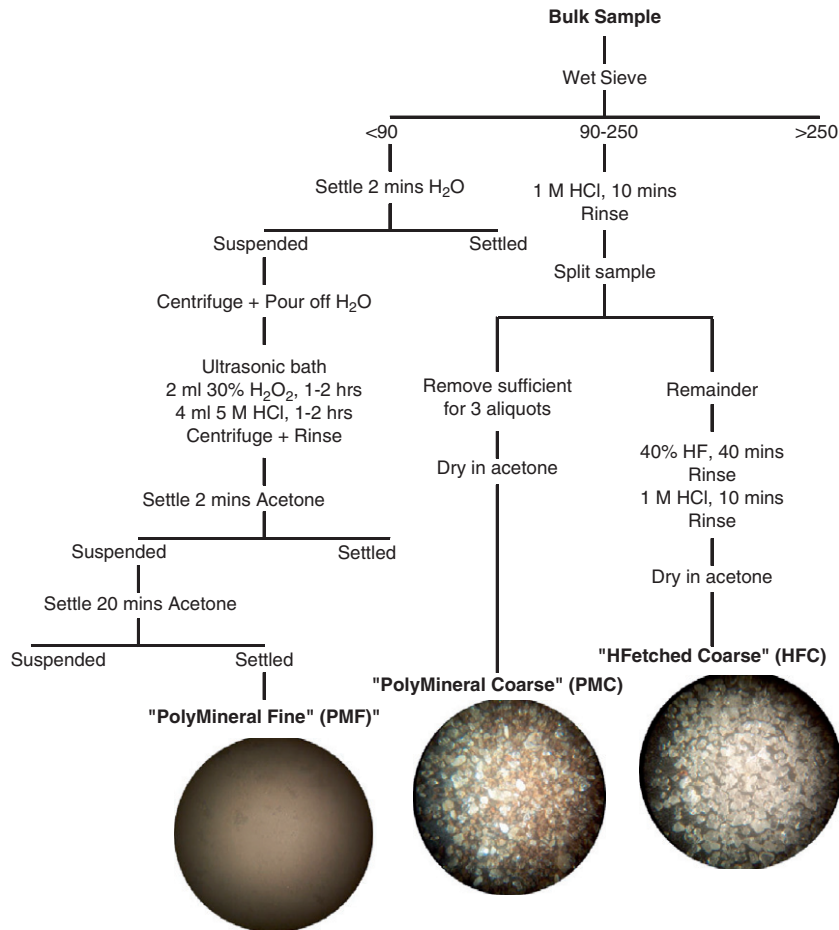 Bulk Sample
Wet Sieve
<90
90-250
>250
Settle 2 mins H₂O
1 M HCl, 10 mins
Rinse
Suspended
Settled
Split sample
Centrifuge + Pour off H₂O
Ultrasonic bath
2 ml 30% H₂O₂, 1-2 hrs
4 ml 5 M HCl, 1-2 hrs
Centrifuge + Rinse
Remove sufficient
for 3 aliquots
Remainder
40% HF, 40 mins
Rinse
1 M HCl, 10 mins
Rinse
Dry in acetone
Settle 2 mins Acetone
Suspended
Settled
Dry in acetone
Settle 20 mins Acetone
Suspended
Settled
"HFetched Coarse" (HFC)
"PolyMineral Coarse" (PMC)
"PolyMineral Fine" (PMF)"